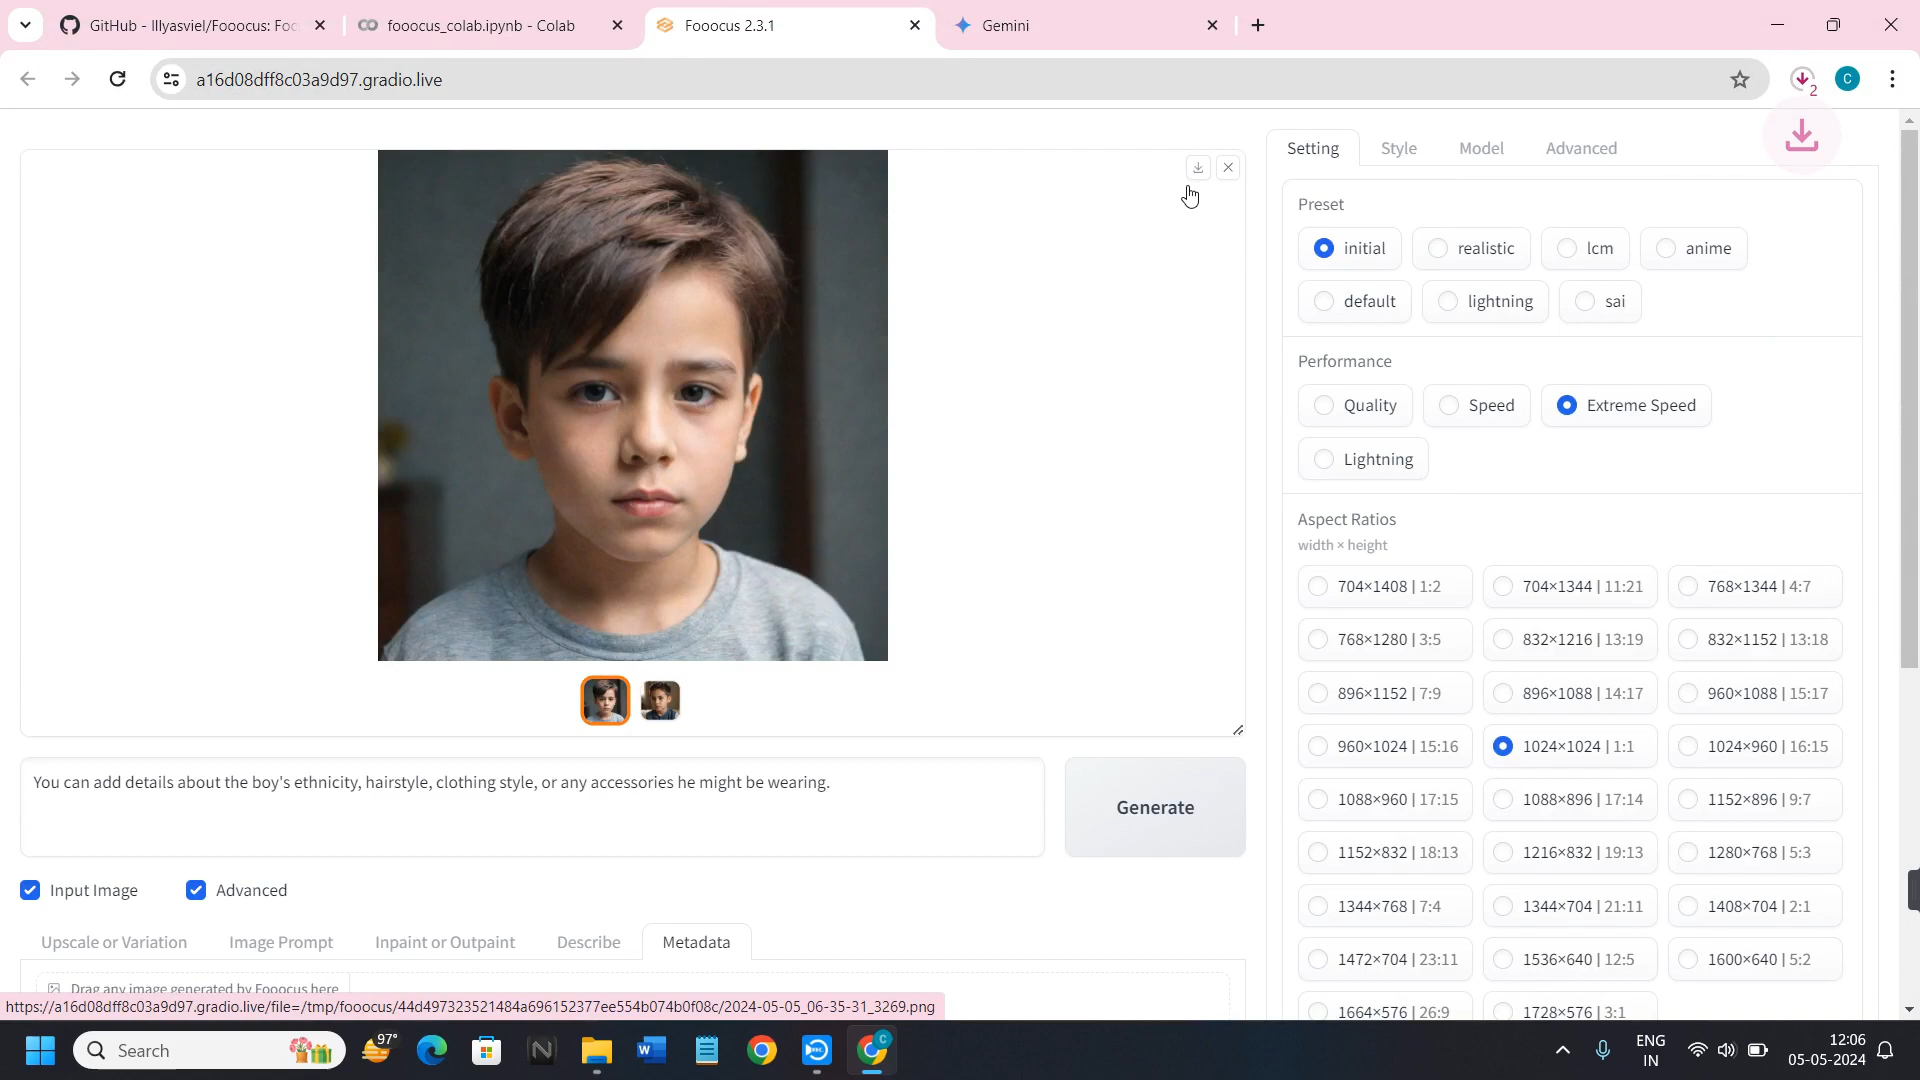 GitHub - lllyasviel/Fooocus: Foc
fooocus_colab.ipynb - Colab
Fooocus 2.3.1
Gemini
a16d08dff8c03a9d97.gradio.live
2
C
Setting
Style
Model
Advanced
Preset
initial
realistic
lcm
anime
default
lightning
sai
Performance
Quality
Speed
Extreme Speed
Lightning
Aspect Ratios
width × height
704×1408 | 1:2
704×1344 | 11:21
768×1344 | 4:7
768×1280 | 3:5
832×1216 | 13:19
832×1152 | 13:18
896×1152 | 7:9
896×1088 | 14:17
960×1088 | 15:17
960×1024 | 15:16
1024×1024 | 1:1
1024×960 | 16:15
1088×960 | 17:15
1088×896 | 17:14
1152×896 | 9:7
1152×832 | 18:13
1216×832 | 19:13
1280×768 | 5:3
1344×768 | 7:4
1344×704 | 21:11
1408×704 | 2:1
1472×704 | 23:11
1536×640 | 12:5
1600×640 | 5:2
1664×576 | 26:9
1728×576 | 3:1
You can add details about the boy's ethnicity, hairstyle, clothing style, or any accessories he might be wearing.
Generate
Input Image
Advanced
Upscale or Variation
Image Prompt
Inpaint or Outpaint
Describe
Metadata
Drag any image generated by Fooocus here
https://a16d08dff8c03a9d97.gradio.live/file=/tmp/fooocus/44d497323521484a696152377ee554b074b0f08c/2024-05-05_06-35-31_3269.png
Search
97°
C
ENG
IN
12:06
05-05-2024